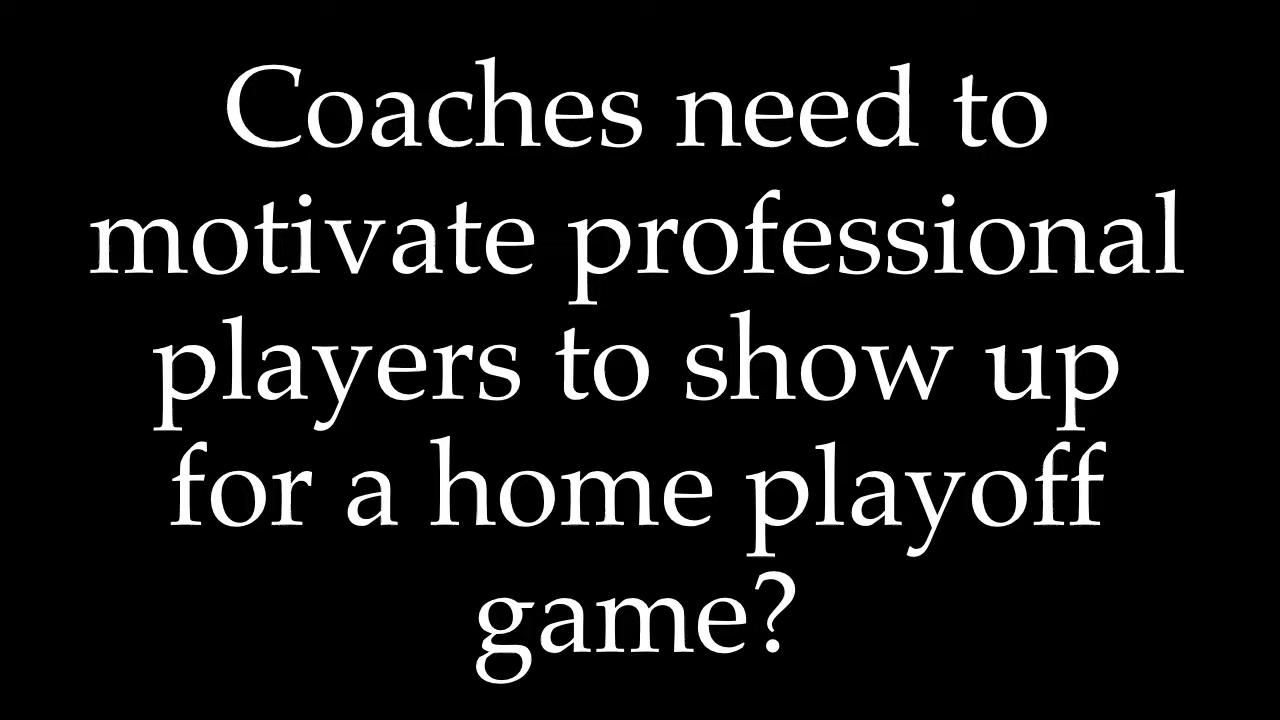 Coaches need to
motivate professional
players to show up
for a home playoff
game?